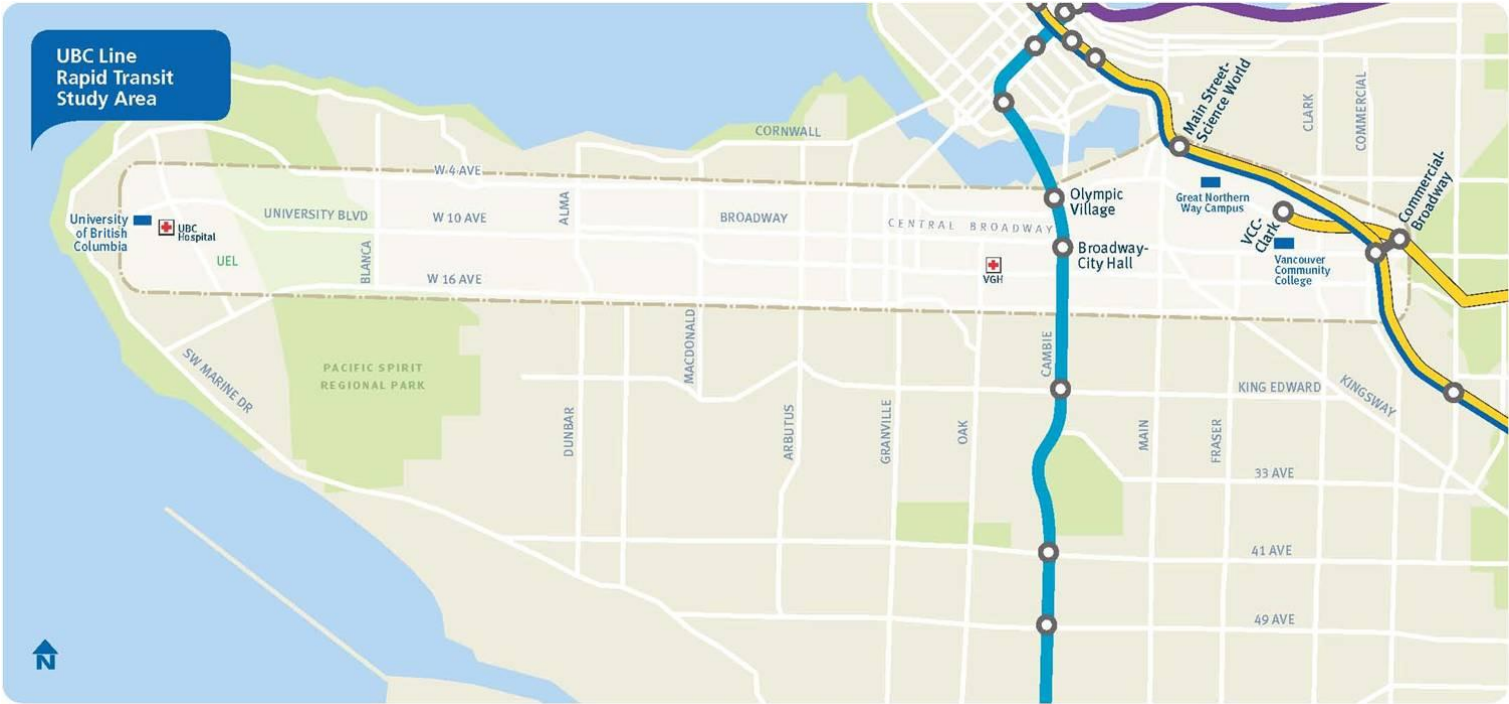 UBC Line
Rapid Transit
Study Area
CORNWALL
Main Street-
Science World
CLARK
COMMERCIAL
Commercial-
Broadway
W 4 AVE
ALMA
University
of British
Columbia
UBC
Hospital
UEL
UNIVERSITY BLVD
BLANCA
W 10 AVE
BROADWAY
CENTRAL BROADWAY
Olympic
Village
Broadway-
City Hall
Great Northern
Way Campus
VCC-
Clark
Vancouver
Community
College
VGH
W 16 AVE
SW MARINE DR
PACIFIC SPIRIT
REGIONAL PARK
MACDONALD
CAMBIE
KING EDWARD
KINGSWAY
DUNBAR
ARBUTUS
GRANVILLE
OAK
MAIN
FRASER
33 AVE
41 AVE
49 AVE
N